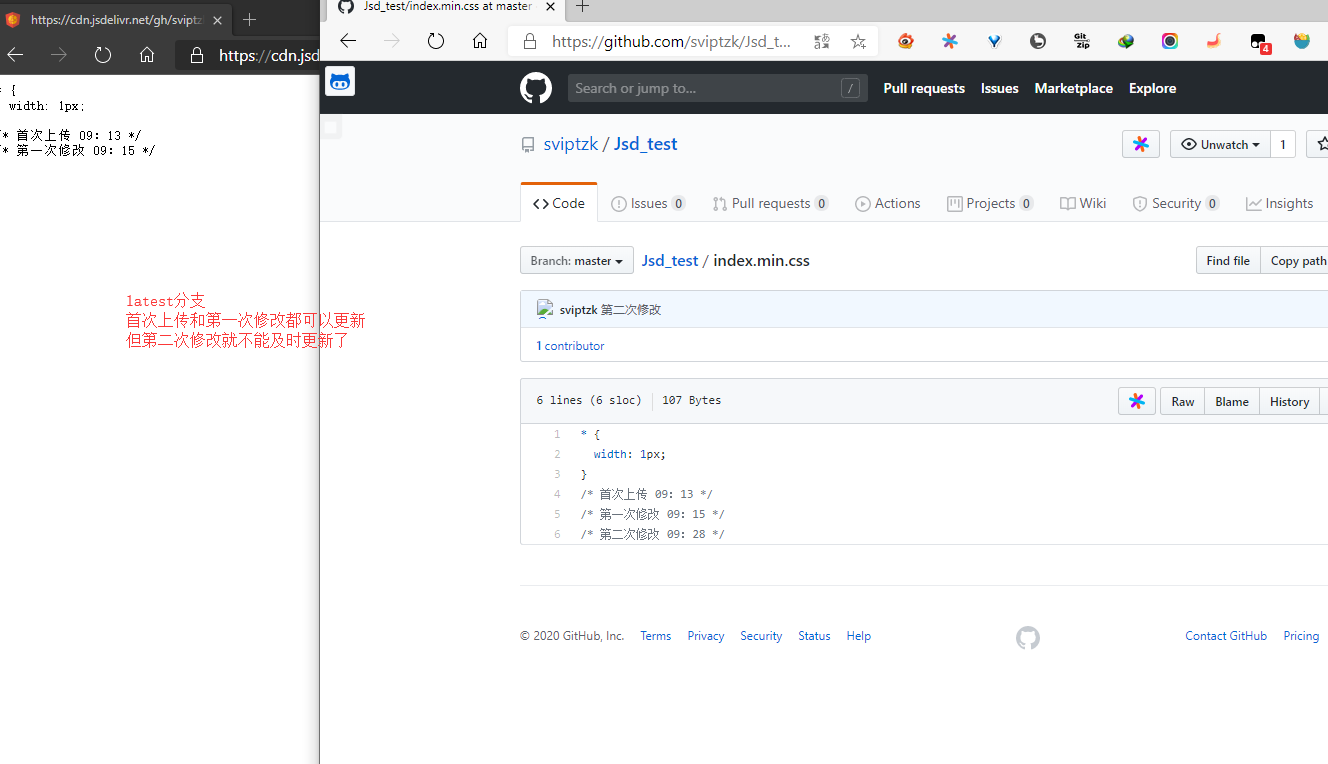 https://cdn.jsdelivr.net/gh/sviptz
https://cdn.jsd
* {
width: 1px;
/* 首次上传 09: 13 */
/* 第一次修改 09: 15 */
latest分支
首次上传和第一次修改都可以更新
但第二次修改就不能及时更新了
Jsd_test/index.min.css at master
https://github.com/sviptzk/Jsd_t...
Git
zip
4
Search or jump to...
/
Pull requests
Issues
Marketplace
Explore
sviptzk / Jsd_test
Unwatch
1
Code
Issues 0
Pull requests 0
Actions
Projects 0
Wiki
Security 0
Insights
Branch: master
Jsd_test / index.min.css
Find file
Copy path
sviptzk 第二次修改
1 contributor
6 lines (6 sloc)
107 Bytes
Raw
Blame
History
1 * {
2 width: 1px;
3 }
4 /* 首次上传 09: 13 */
5 /* 第一次修改 09: 15 */
6 /* 第二次修改 09: 28 */
© 2020 GitHub, Inc.
Terms
Privacy
Security
Status
Help
Contact GitHub
Pricing